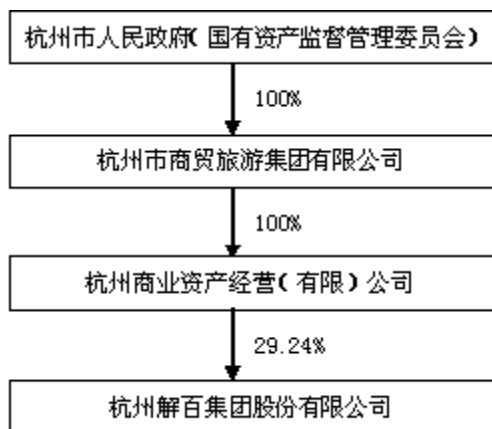 杭州市人民政府(国有资产监督管理委员会)
100%
杭州市商贸旅游集团有限公司
100%
杭州商业资产经营(有限)公司
29.24%
杭州解百集团股份有限公司